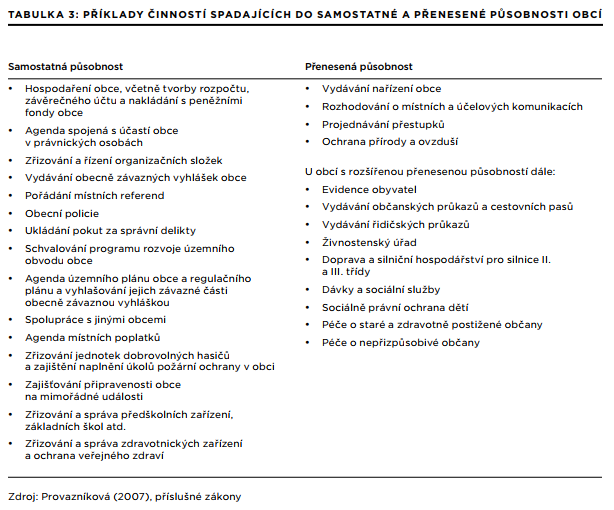 TABULKA 3: PŘÍKLADY ČINNOSTÍ SPADAJÍCÍCH DO SAMOSTATNÉ A PŘENESENÉ PŮSOBNOSTI OBCÍ
Samostatná působnost
• Hospodaření obce, včetně tvorby rozpočtu,
závěrečného účtu a nakládání s peněžními
fondy obce
• Agenda spojená s účastí obce
v právnických osobách
• Zřizování a řízení organizačních složek
• Vydávání obecně závazných vyhlášek obce
• Pořádání místních referend
• Obecní policie
• Ukládání pokut za správní delikty
• Schvalování programu rozvoje územního
obvodu obce
• Agenda územního plánu obce a regulačního
plánu a vyhlašování jejich závazné části
obecně závaznou vyhláškou
• Spolupráce s jinými obcemi
• Agenda místních poplatků
• Zřizování jednotek dobrovolných hasičů
a zajištění naplnění úkolů požární ochrany v obci
• Zajišťování připravenosti obce
na mimořádné události
• Zřizování a správa předškolních zařízení,
základních škol atd.
• Zřizování a správa zdravotnických zařízení
a ochrana veřejného zdraví
Přenesená působnost
• Vydávání nařízení obce
• Rozhodování o místních a účelových komunikacích
• Projednávání přestupků
• Ochrana přírody a ovzduší
U obcí s rozšířenou přenesenou působností dále:
• Evidence obyvatel
• Vydávání občanských průkazů a cestovních pasů
• Vydávání řidičských průkazů
• Živnostenský úřad
• Doprava a silniční hospodářství pro silnice II.
a III. třídy
• Dávky a sociální služby
• Sociálně právní ochrana dětí
• Péče o staré a zdravotně postižené občany
• Péče o nepřizpůsobivé občany
Zdroj: Provazníková (2007), příslušné zákony